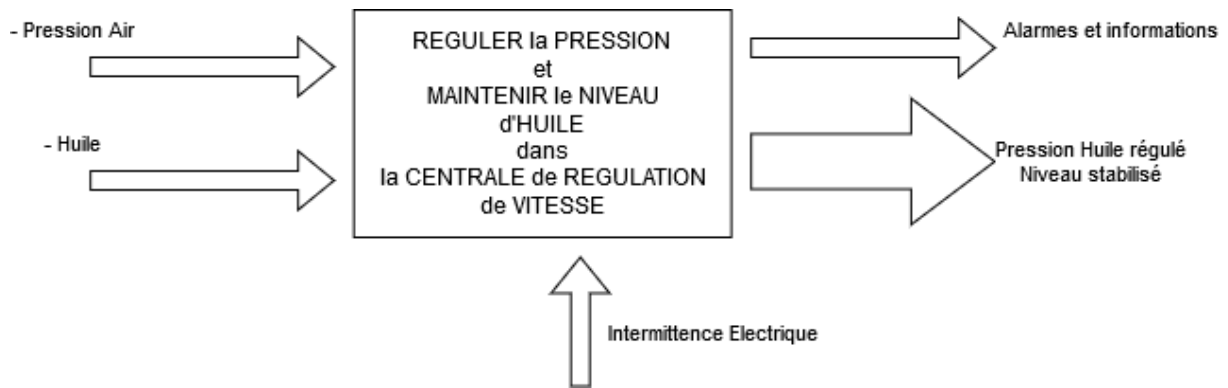 - Pression Air
- Huile
REGULER la PRESSION
et
MAINTENIR le NIVEAU
d'HUILE
dans
la CENTRALE de REGULATION
de VITESSE
Alarmes et informations
Pression Huile régulé
Niveau stabilisé
Intermittence Electrique